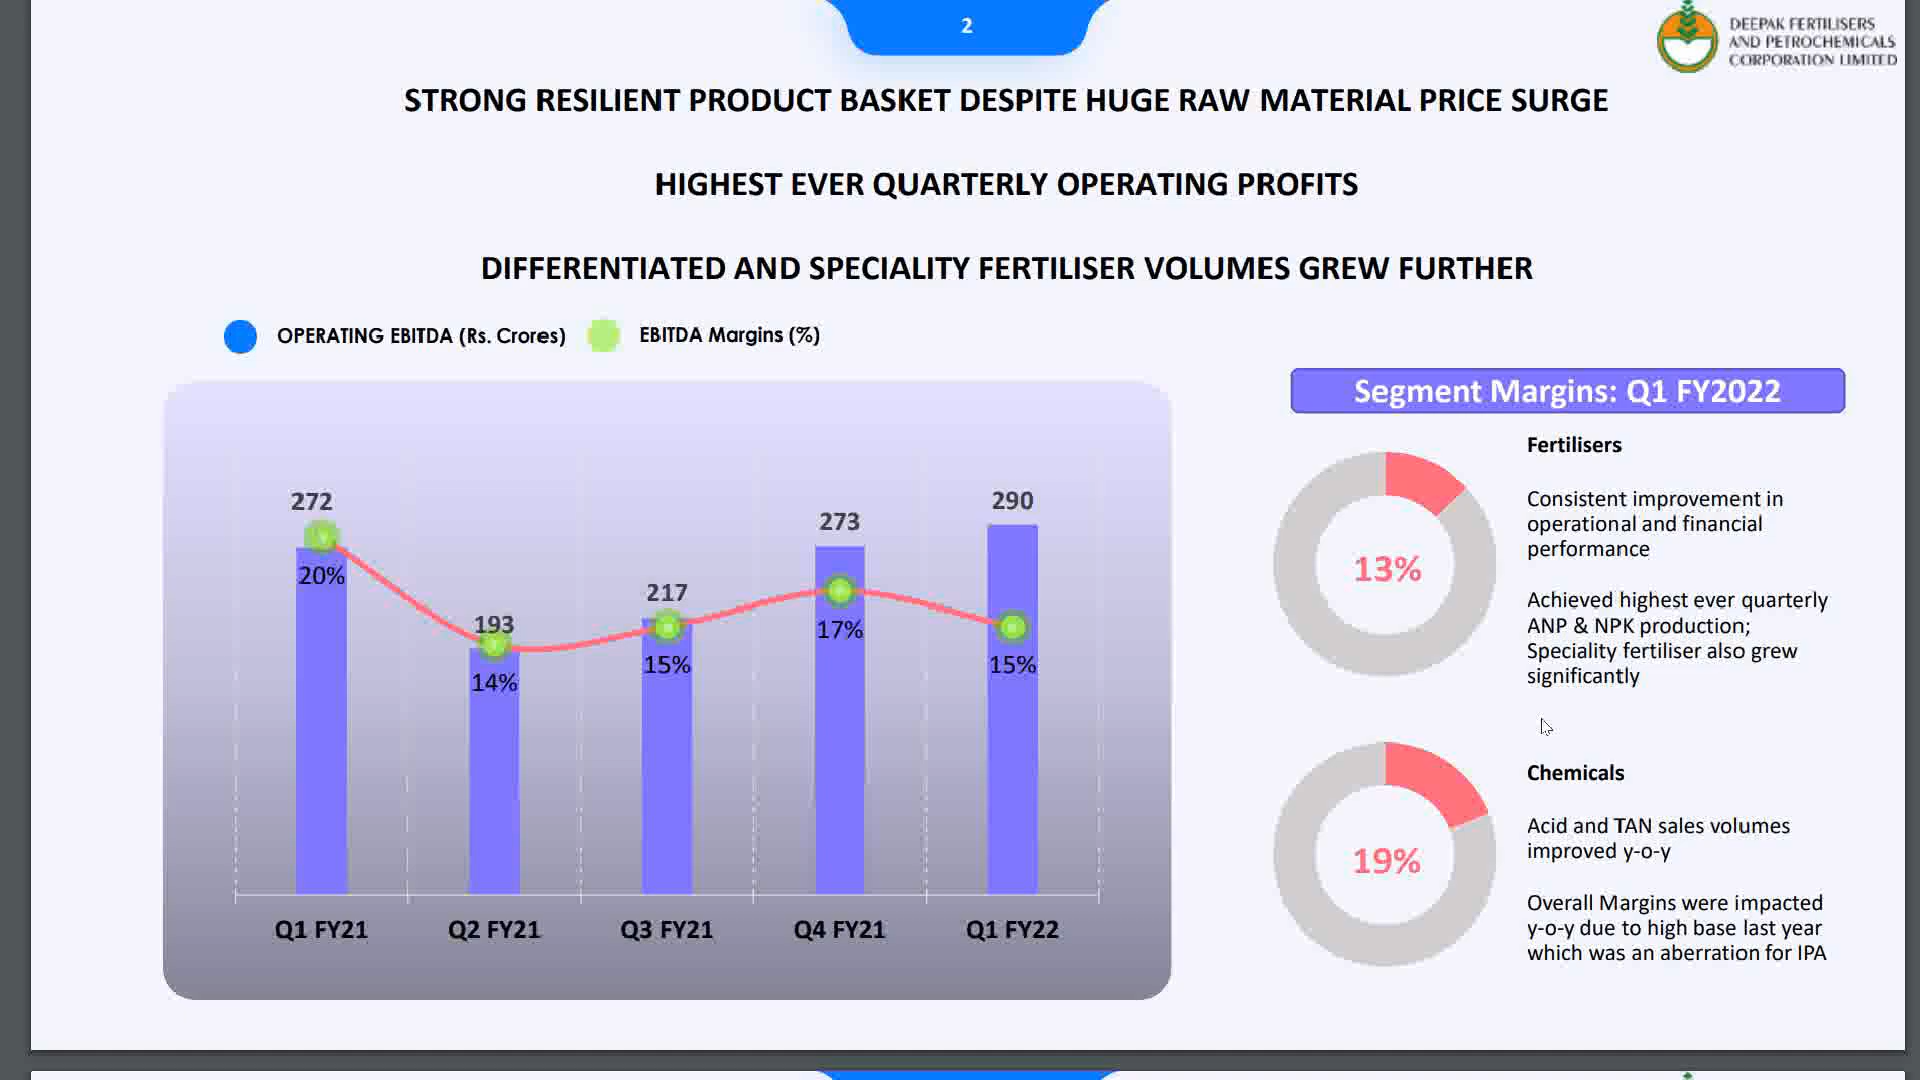 2
DEEPAK FERTILISERS
AND PETROCHEMICALS
CORPORATION LIMITED
STRONG RESILIENT PRODUCT BASKET DESPITE HUGE RAW MATERIAL PRICE SURGE
HIGHEST EVER QUARTERLY OPERATING PROFITS
DIFFERENTIATED AND SPECIALITY FERTILISER VOLUMES GREW FURTHER
OPERATING EBITDA (Rs. Crores)
EBITDA Margins (%)
272
193
217
273
290
20%
14%
15%
17%
15%
Q1 FY21
Q2 FY21
Q3 FY21
Q4 FY21
Q1 FY22
Segment Margins: Q1 FY2022
13%
Fertilisers
Consistent improvement in
operational and financial
performance
Achieved highest ever quarterly
ANP & NPK production;
Speciality fertiliser also grew
significantly
19%
Chemicals
Acid and TAN sales volumes
improved y-o-y
Overall Margins were impacted
y-o-y due to high base last year
which was an aberration for IPA